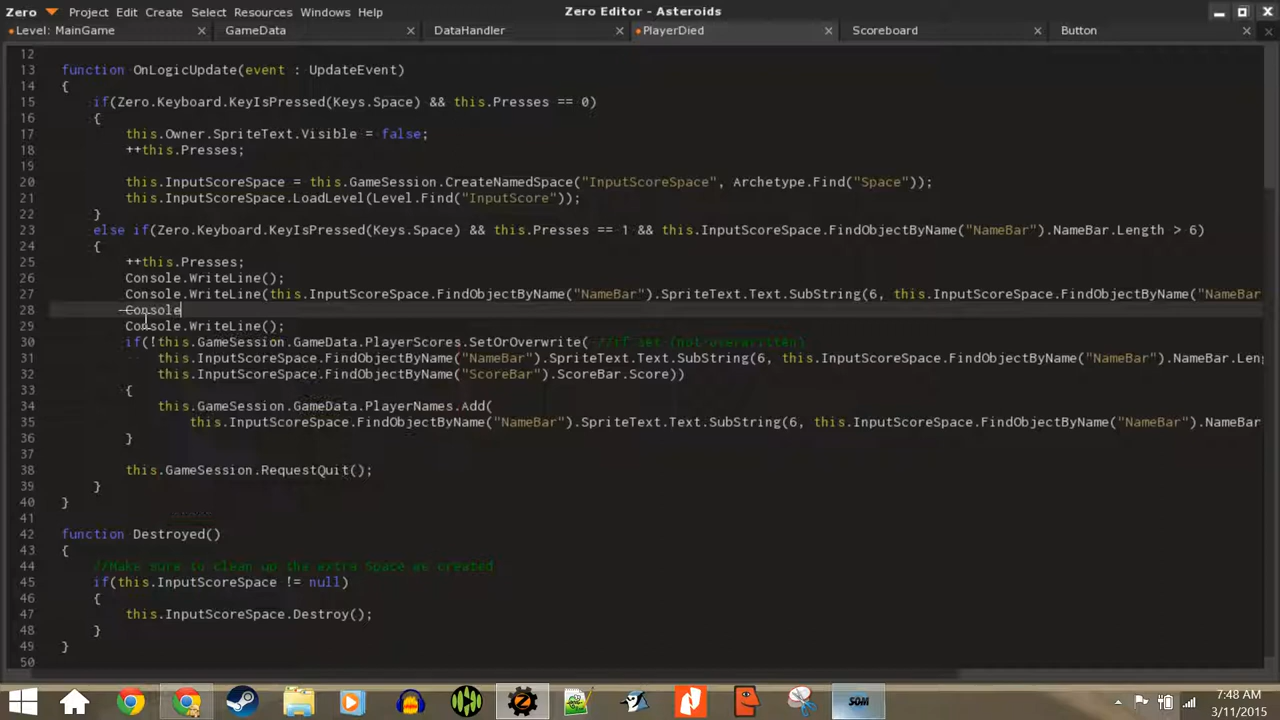 Zero Project Edit Create Select Resources Windows Help Zero Editor - Asteroids
Level: MainGame GameData DataHandler PlayerDied Scoreboard Button
12
13 function OnLogicUpdate(event : UpdateEvent)
14 {
15 if(Zero.Keyboard.KeyIsPressed(Keys.Space) && this.Presses == 0)
16 {
17 this.Owner.SpriteText.Visible = false;
18 ++this.Presses;
19
20 this.InputScoreSpace = this.GameSession.CreateNamedSpace("InputScoreSpace", Archetype.Find("Space"));
21 this.InputScoreSpace.LoadLevel(Level.Find("InputScore"));
22 }
23 else if(Zero.Keyboard.KeyIsPressed(Keys.Space) && this.Presses == 1 && this.InputScoreSpace.FindObjectByName("NameBar").NameBar.Length > 6)
24 {
25 ++this.Presses;
26 Console.WriteLine();
27 Console.WriteLine(this.InputScoreSpace.FindObjectByName("NameBar").SpriteText.Text.SubString(6, this.InputScoreSpace.FindObjectByName("NameBar
28 Console
29 Console.WriteLine();
30 if(!this.GameSession.GameData.PlayerScores.SetOrOverwrite( //if set (not overwritten)
31 this.InputScoreSpace.FindObjectByName("NameBar").SpriteText.Text.SubString(6, this.InputScoreSpace.FindObjectByName("NameBar").NameBar.Len
32 this.InputScoreSpace.FindObjectByName("ScoreBar").ScoreBar.Score))
33 {
34 this.GameSession.GameData.PlayerNames.Add(
35 this.InputScoreSpace.FindObjectByName("NameBar").SpriteText.Text.SubString(6, this.InputScoreSpace.FindObjectByName("NameBar
36 }
37
38 this.GameSession.RequestQuit();
39 }
40 }
41
42 function Destroyed()
43 {
44 //Make sure to clean up the extra Space we created
45 if(this.InputScoreSpace != null)
46 {
47 this.InputScoreSpace.Destroy();
48 }
49 }
50
SOM
7:48 AM
3/11/2015